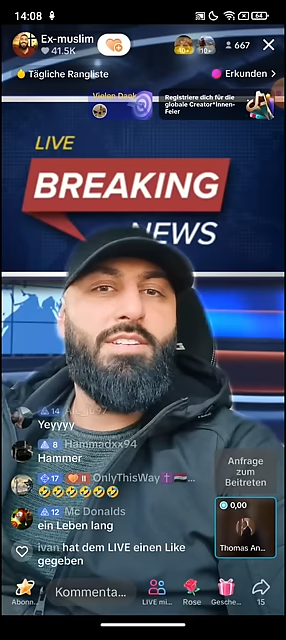 14:08
64
Ex-muslim
41.5K
667
Tägliche Rangliste
Erkunden >
Vielen Dank
Registriere dich für die
globale Creator*innen-
Feier
LIVE
BREAKING
NEWS
14
Yeyyyy
8 Hammadxx94
Hammer
17 II OnlyThisWay ...
🤣🤣🤣🤣🤣🤣
12 Mc Donalds
ein Leben lang
ivan hat dem LIVE einen Like
gegeben
Anfrage
zum
Beitreten
0,00
Thomas An...
Abonn...
Kommenta...
LIVE mi...
Rose
Gesche...
15